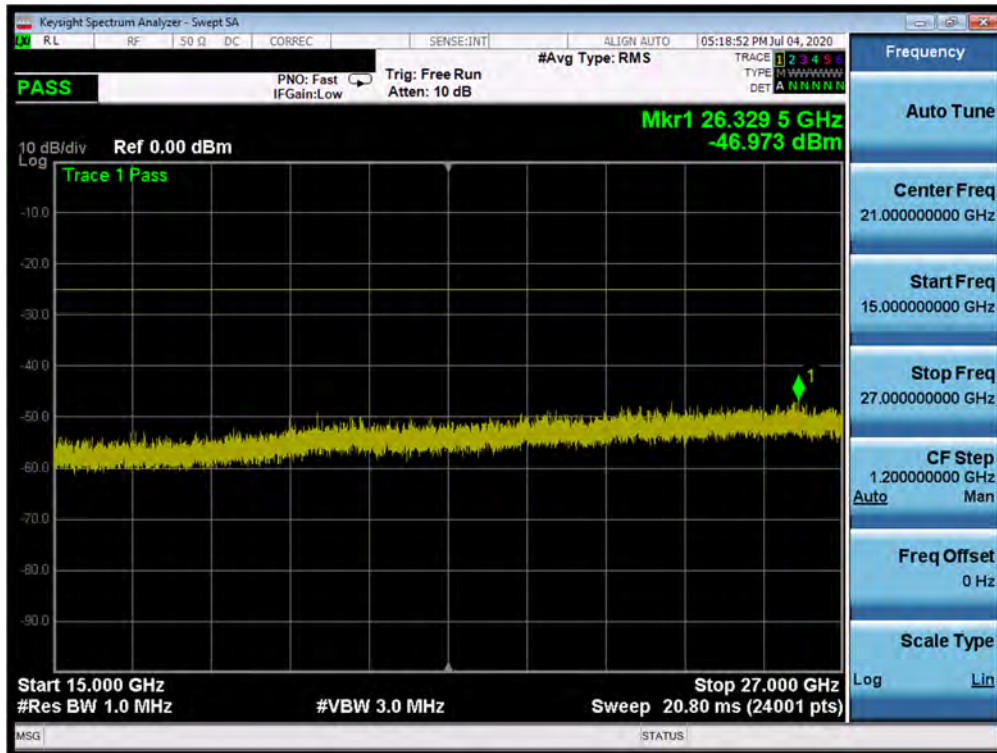 Keysight Spectrum Analyzer - Swept SA
RL RF 50 Ω DC CORREC SENSE:INT ALIGN AUTO 05:18:52 PM Jul 04, 2020
#Avg Type: RMS
TRACE 1 2 3 4 5 6
TYPE M WWWWW
DET A N N N N N
PASS
PNO: Fast
IFGain:Low
Trig: Free Run
Atten: 10 dB
Mkr1 26.329 5 GHz
-46.973 dBm
10 dB/div
Log
Ref 0.00 dBm
Trace 1 Pass
-10.0
-20.0
-30.0
-40.0
-50.0
-60.0
-70.0
-80.0
-90.0
1
Start 15.000 GHz
Stop 27.000 GHz
#Res BW 1.0 MHz
#VBW 3.0 MHz
Sweep 20.80 ms (24001 pts)
MSG
STATUS
Frequency
Auto Tune
Center Freq
21.000000000 GHz
Start Freq
15.000000000 GHz
Stop Freq
27.000000000 GHz
CF Step
1.200000000 GHz
Auto Man
Freq Offset
0 Hz
Scale Type
Log Lin